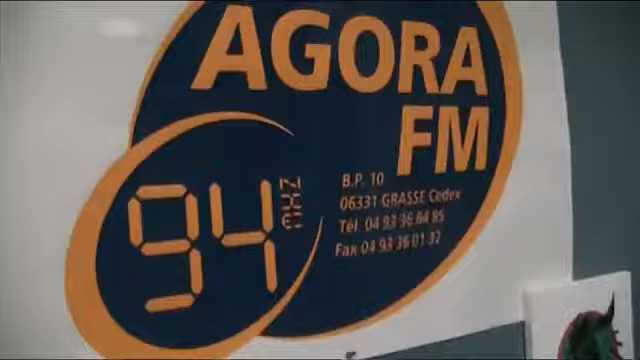 AGORA
FM
94
MHZ
B.P. 10
06331 GRASSE Cedex
Tél 04 93 36 84 85
Fax 04 93 36 01 32